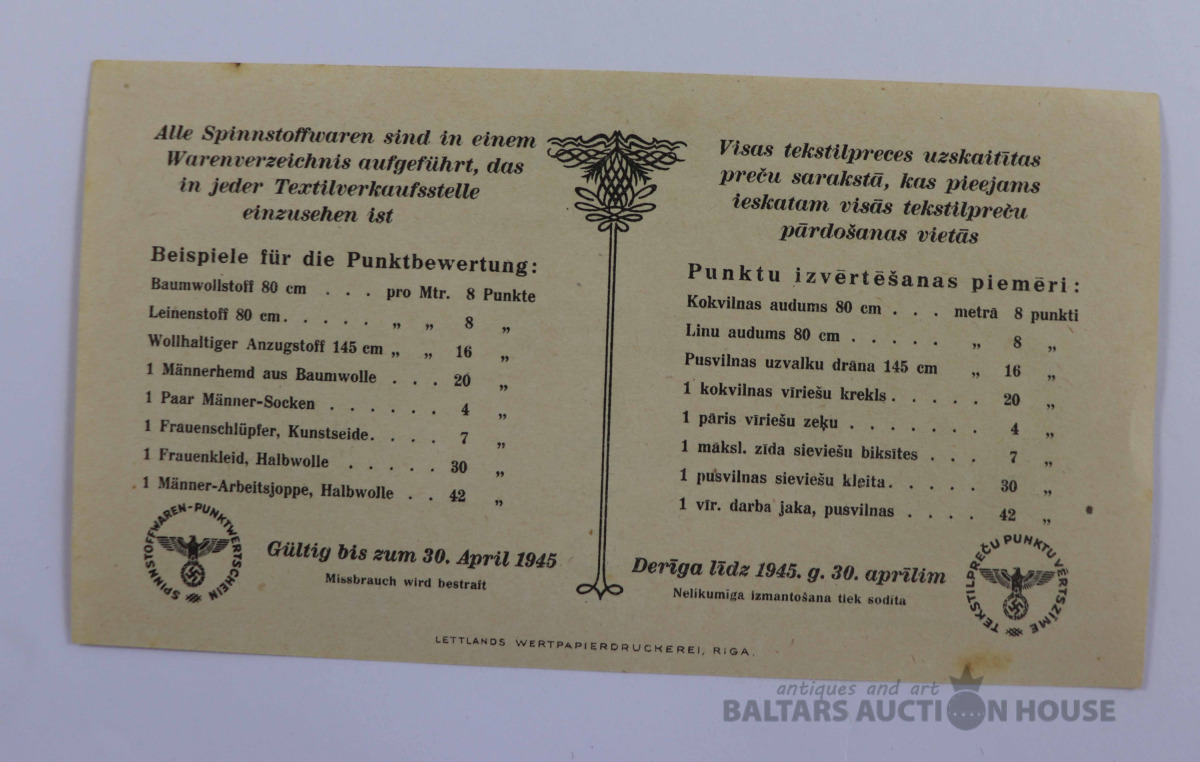 Alle Spinnstoffwaren sind in einem
Warenverzeichnis aufgeführt, das
in jeder Textilverkaufsstelle
einzusehen ist
Beispiele für die Punktbewertung:
Baumwollstoff 80 cm . . . pro Mtr. 8 Punkte
Leinenstoff 80 cm. . . . . . „ „ 8 „
Wollhaltiger Anzugstoff 145 cm „ „ 16 „
1 Männerhemd aus Baumwolle . . . 20 „
1 Paar Männer-Socken . . . . . . 4 „
1 Frauenschlüpfer, Kunstseide. . . . 7 „
1 Frauenkleid, Halbwolle . . . . . 30 „
1 Männer-Arbeitsjoppe, Halbwolle . . 42 „
SPINNSTOFFWAREN-PUNKTWERTSCHEIN
Gültig bis zum 30. April 1945
Missbrauch wird bestraft
Visas tekstilpreces uzskaitītas
preču sarakstā, kas pieejams
ieskatam visās tekstilpreču
pārdošanas vietās
Punktu izvērtēšanas piemēri:
Kokvilnas audums 80 cm . . . metrā 8 punkti
Linu audums 80 cm . . . . . „ 8 „
Pusvilnas uzvalku drāna 145 cm „ 16 „
1 kokvilnas vīriešu krekls. . . . . 20 „
1 pāris vīriešu zeķu . . . . . . . 4 „
1 māksl. zīda sieviešu biksītes . . . 7 „
1 pusvilnas sieviešu kleita. . . . . 30 „
1 vīr. darba jaka, pusvilnas . . . . 42 „
Derīga līdz 1945. g. 30. aprīlim
Nelikumīga izmantošana tiek sodīta
TEKSTILPREČU PUNKTU VĒRTSZĪME
LETTLANDS WERTPAPIERDRUCKEREI, RIGA.
antiques and art
BALTARS AUCTION HOUSE